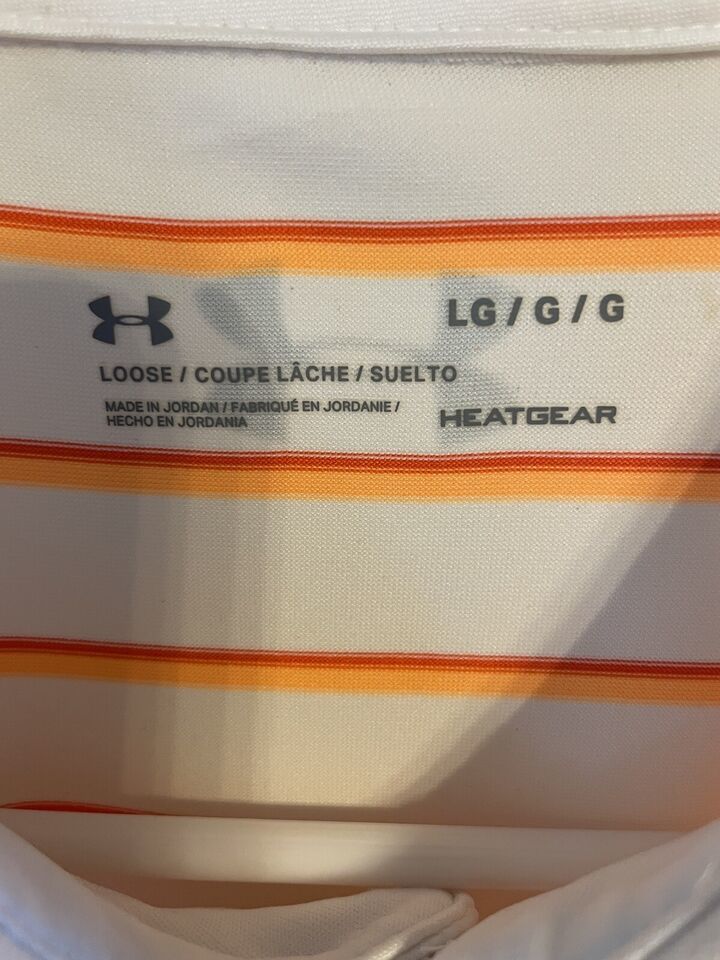 LG / G / G
LOOSE / COUPE LÂCHE / SUELTO
MADE IN JORDAN / FABRIQUÉ EN JORDANIE /
HECHO EN JORDANIA
HEATGEAR